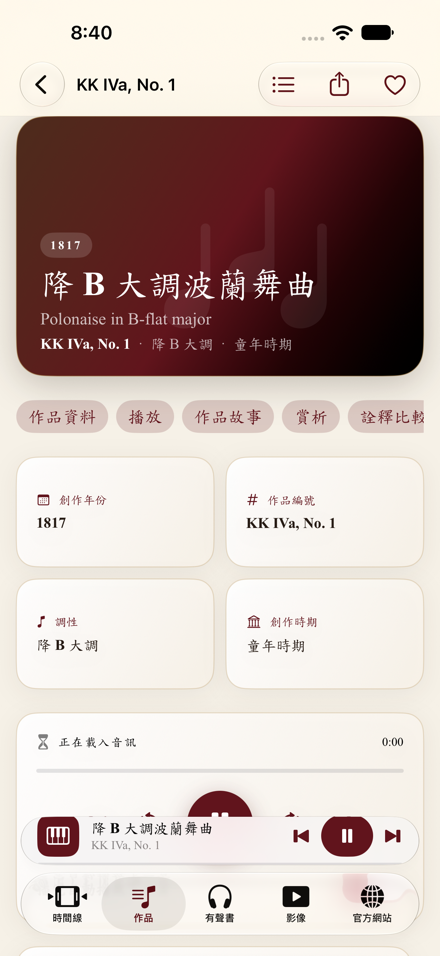 8:40
KK IVa, No. 1
1817
降 B 大調波蘭舞曲
Polonaise in B-flat major
KK IVa, No. 1 · 降 B 大調 · 童年時期
作品資料 播放 作品故事 賞析 詮釋比較
創作年份
1817
作品編號
KK IVa, No. 1
調性
降 B 大調
創作時期
童年時期
正在載入音訊 0:00
降 B 大調波蘭舞曲
KK IVa, No. 1
時間線 作品 有聲書 影像 官方網站